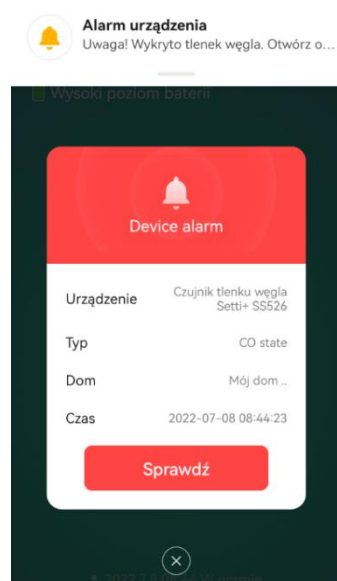 Alarm urządzenia
Uwaga! Wykryto tlenek węgla. Otwórz o...
Wysoki poziom baterii
Device alarm
Urządzenie
Czujnik tlenku węgla
Setti+ SS526
Typ
CO state
Dom
Mój dom ..
Czas
2022-07-08 08:44:23
Sprawdź